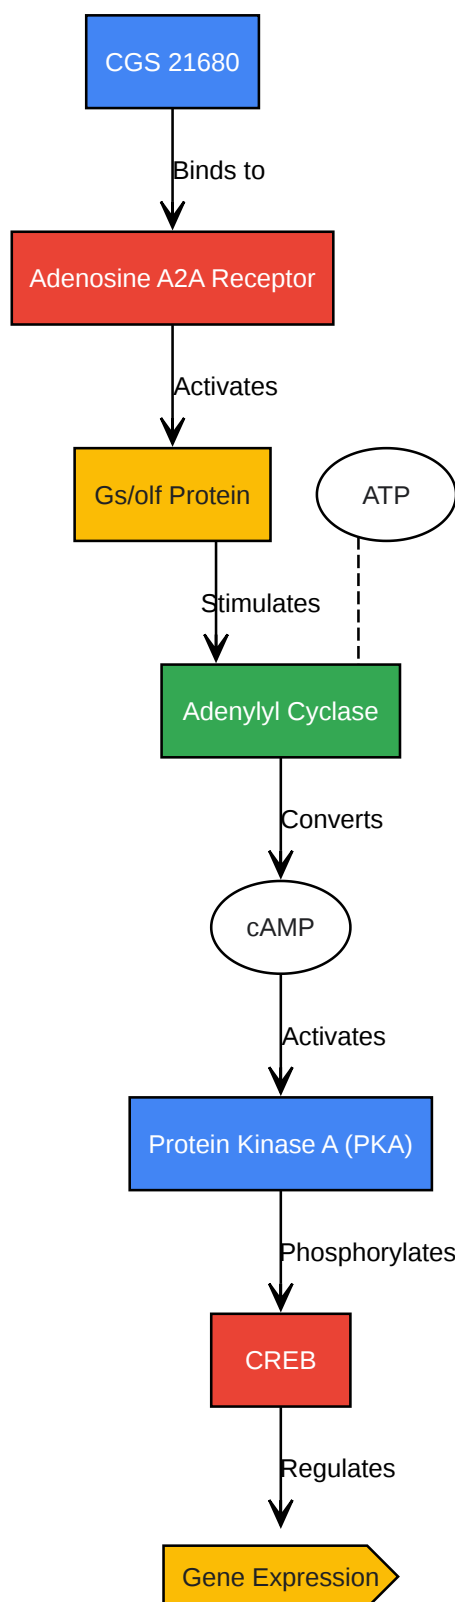 CGS 21680
Binds to
Adenosine A2A Receptor
Activates
Gs/olf Protein
ATP
Stimulates
Adenylyl Cyclase
Converts
cAMP
Activates
Protein Kinase A (PKA)
Phosphorylates
CREB
Regulates
Gene Expression